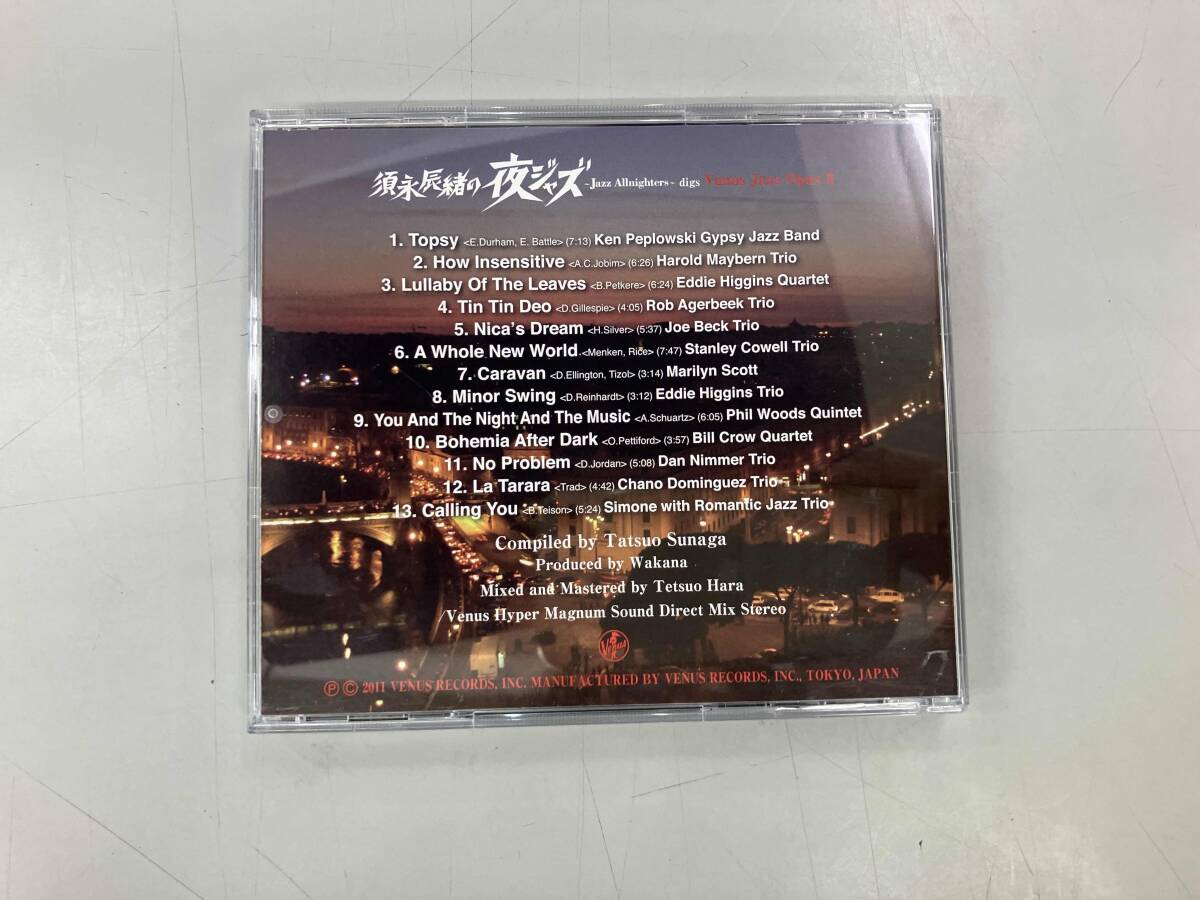 須永辰緒の夜ジャズ ~Jazz Allnighters~ digs Venus Jazz Opus II
1. Topsy <E.Durham, E. Battle> (7:13) Ken Peplowski Gypsy Jazz Band
2. How Insensitive <A.C.Jobim> (6:26) Harold Maybern Trio
3. Lullaby Of The Leaves <B.Petkere> (6:24) Eddie Higgins Quartet
4. Tin Tin Deo <D.Gillespie> (4:05) Rob Agerbeek Trio
5. Nica's Dream <H.Silver> (5:37) Joe Beck Trio
6. A Whole New World <Menken, Rice> (7:47) Stanley Cowell Trio
7. Caravan <D.Ellington, Tizol> (3:14) Marilyn Scott
8. Minor Swing <D.Reinhardt> (3:12) Eddie Higgins Trio
9. You And The Night And The Music <A.Schuartz> (6:05) Phil Woods Quintet
10. Bohemia After Dark <O.Pettiford> (3:57) Bill Crow Quartet
11. No Problem <D.Jordan> (5:08) Dan Nimmer Trio
12. La Tarara <Trad> (4:42) Chano Dominguez Trio
13. Calling You <B.Teison> (5:24) Simone with Romantic Jazz Trio
Compiled by Tatsuo Sunaga
Produced by Wakana
Mixed and Mastered by Tetsuo Hara
Venus Hyper Magnum Sound Direct Mix Stereo
Venus
Ⓟ Ⓒ 2011 VENUS RECORDS, INC. MANUFACTURED BY VENUS RECORDS, INC., TOKYO, JAPAN